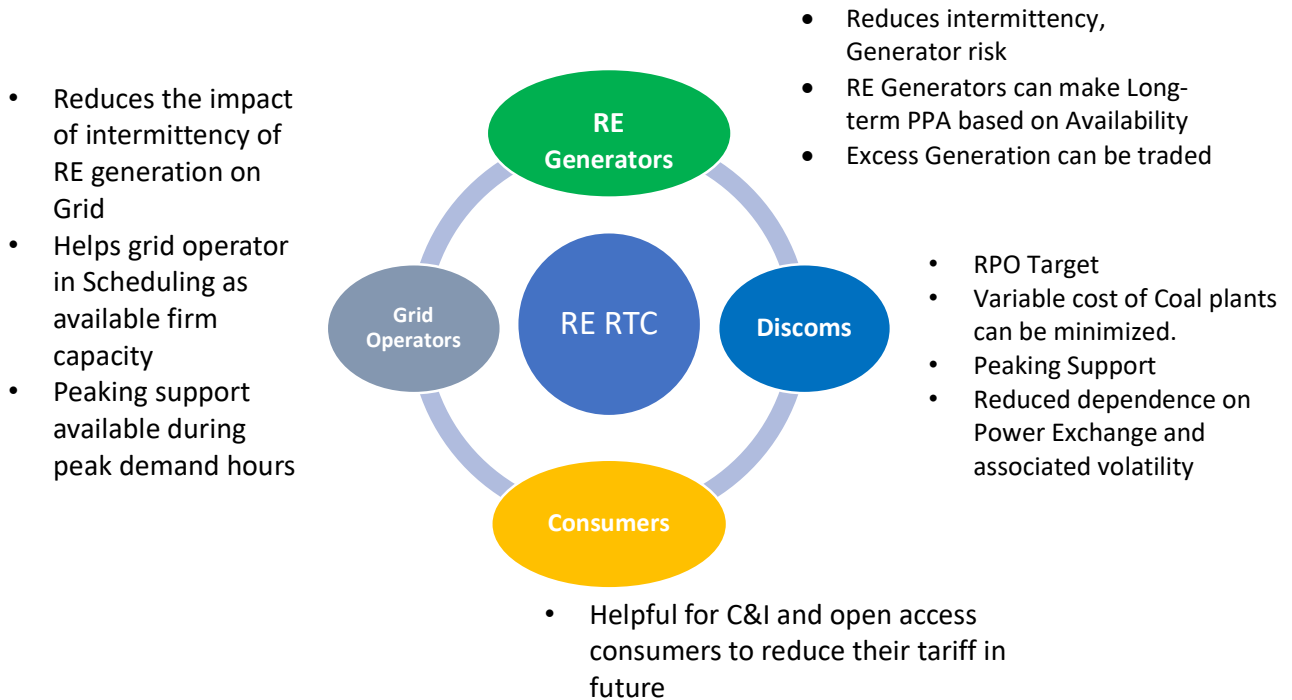 • Reduces intermittency,
Generator risk
• RE Generators can make Long-
term PPA based on Availability
• Excess Generation can be traded
• Reduces the impact
of intermittency of
RE generation on
Grid
• Helps grid operator
in Scheduling as
available firm
capacity
• Peaking support
available during
peak demand hours
RE
Generators
Grid
Operators
RE RTC
Discoms
• RPO Target
• Variable cost of Coal plants
can be minimized.
• Peaking Support
• Reduced dependence on
Power Exchange and
associated volatility
Consumers
• Helpful for C&I and open access
consumers to reduce their tariff in
future